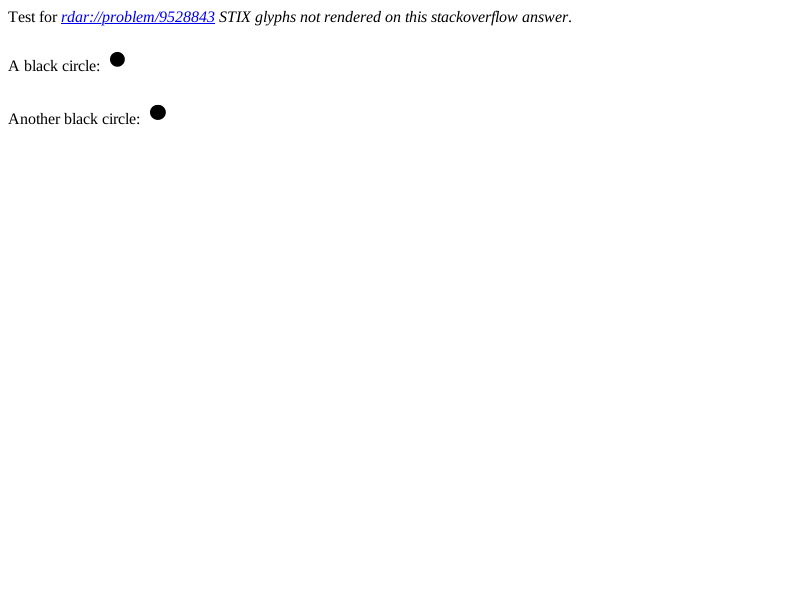 Test for rdar://problem/9528843 STIX glyphs not rendered on this stackoverflow answer.
A black circle: ●
Another black circle: ●